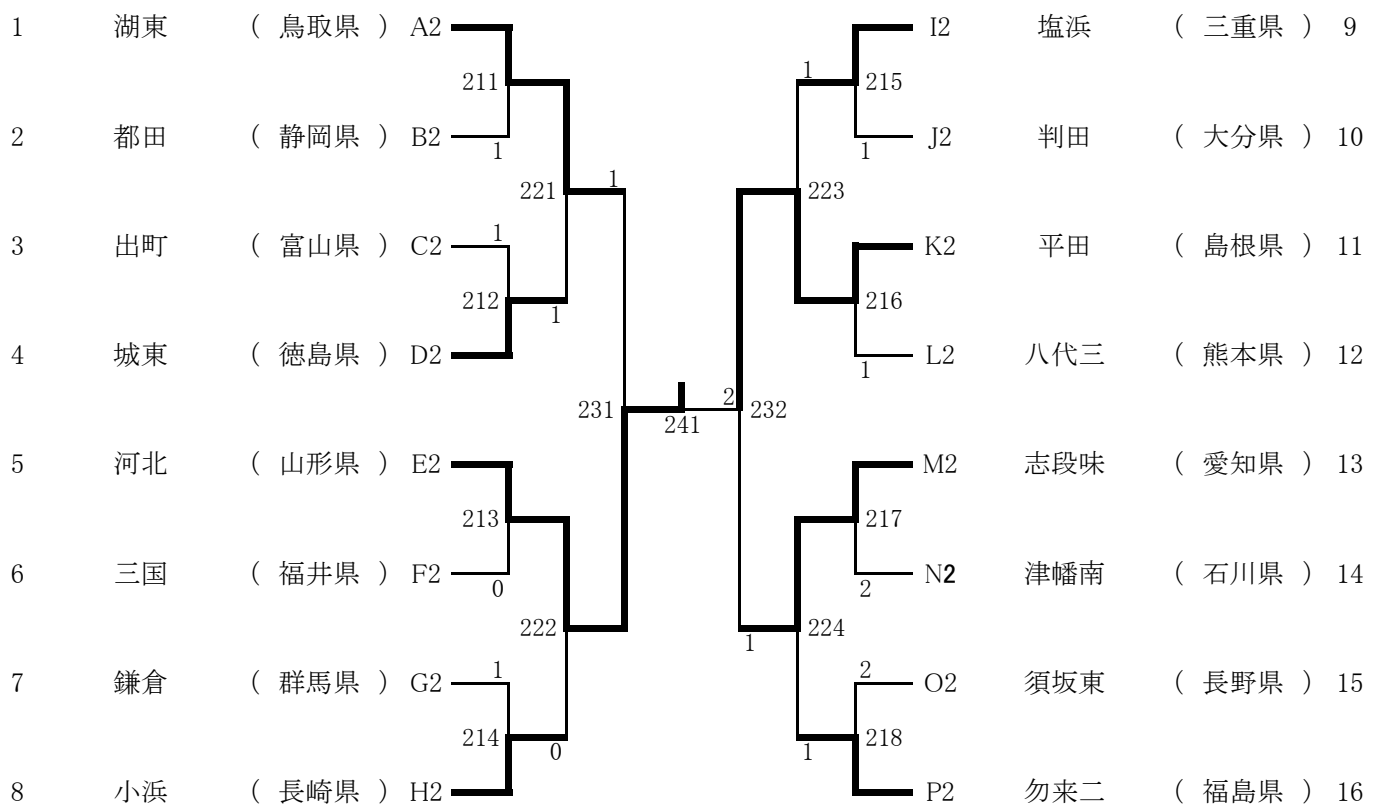 1 湖東 ( 鳥取県 ) A2 I2 塩浜 ( 三重県 ) 9
211 1 215
2 都田 ( 静岡県 ) B2 1 1 J2 判田 ( 大分県 ) 10
221 1 223
3 出町 ( 富山県 ) C2 1 K2 平田 ( 島根県 ) 11
212 1 216
4 城東 ( 徳島県 ) D2 1 L2 八代三 ( 熊本県 ) 12
231 241 2 232
5 河北 ( 山形県 ) E2 M2 志段味 ( 愛知県 ) 13
213 217
6 三国 ( 福井県 ) F2 0 2 N2 津幡南 ( 石川県 ) 14
222 1 224
7 鎌倉 ( 群馬県 ) G2 1 2 O2 須坂東 ( 長野県 ) 15
214 0 1 218
8 小浜 ( 長崎県 ) H2 P2 勿来二 ( 福島県 ) 16